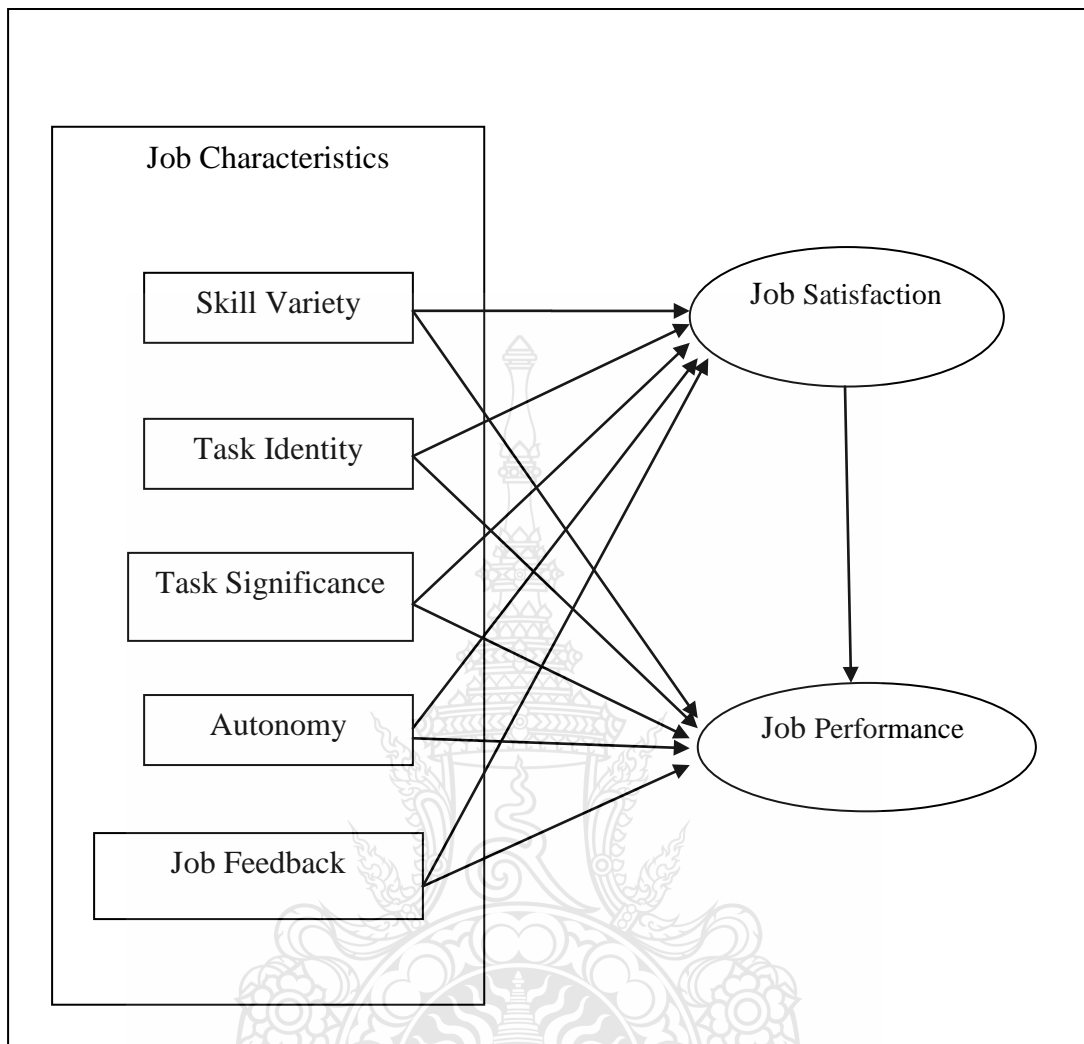 Job Characteristics
Skill Variety
Job Satisfaction
Task Identity
Task Significance
Autonomy
Job Performance
Job Feedback